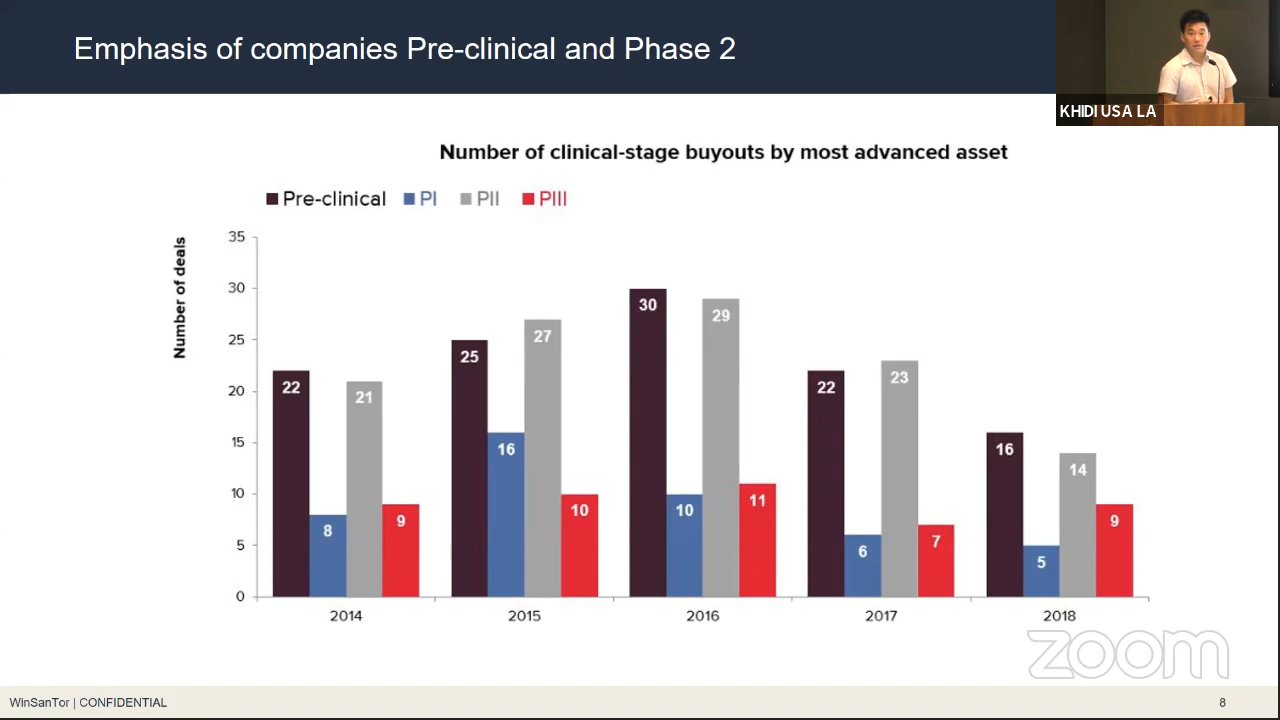 Emphasis of companies Pre-clinical and Phase 2
KHIDI USA LA
Number of clinical-stage buyouts by most advanced asset
Pre-clinical PI PII PIII
Number of deals
35
30
25
20
15
10
5
0
22 8 21 9
25 16 27 10
30 10 29 11
22 6 23 7
16 5 14 9
2014 2015 2016 2017 2018
zoom
WinSanTor | CONFIDENTIAL 8